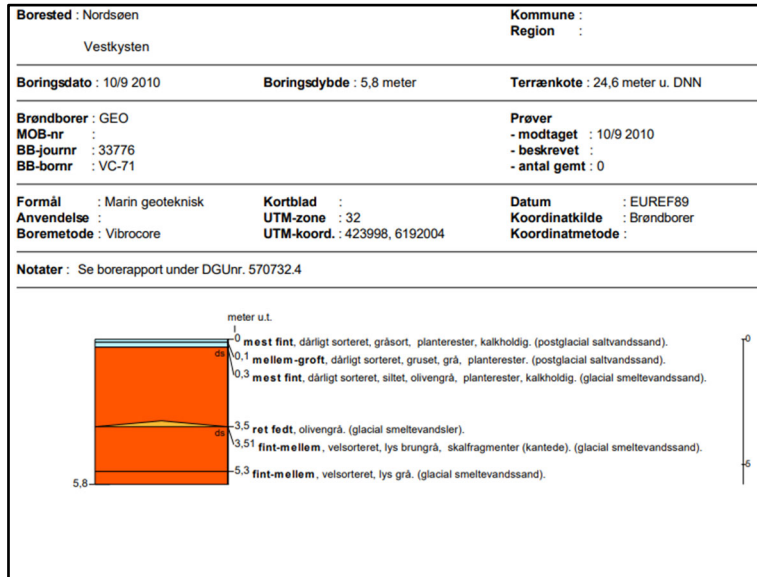 Borested : Nordsøen
Kommune :
Region :
Vestkysten
Boringsdato : 10/9 2010 Boringsdybde : 5,8 meter Terrænkote : 24,6 meter u. DNN
Brøndborer : GEO Prøver
MOB-nr : - modtaget : 10/9 2010
BB-journr : 33776 - beskrevet :
BB-bornr : VC-71 - antal gemt : 0
Formål : Marin geoteknisk Kortblad : Datum : EUREF89
Anvendelse : UTM-zone : 32 Koordinatkilde : Brøndborer
Boremetode : Vibrocore UTM-koord. : 423998, 6192004 Koordinatmetode :
Notater : Se borerapport under DGUnr. 570732.4
meter u.t.
0 mest fint, dårligt sorteret, gråsort, planterester, kalkholdig. (postglacial saltvandssand). 0
ds 0,1 mellem-groft, dårligt sorteret, gruset, grå, planterester. (postglacial saltvandssand).
0,3 mest fint, dårligt sorteret, siltet, olivengrå, planterester, kalkholdig. (glacial smeltevandssand).
3,5 ret fedt, olivengrå. (glacial smeltevandsler).
ds 3,51 fint-mellem, velsorteret, lys brungrå, skalfragmenter (kantede). (glacial smeltevandssand).
5
5,3 fint-mellem, velsorteret, lys grå. (glacial smeltevandssand).
5,8